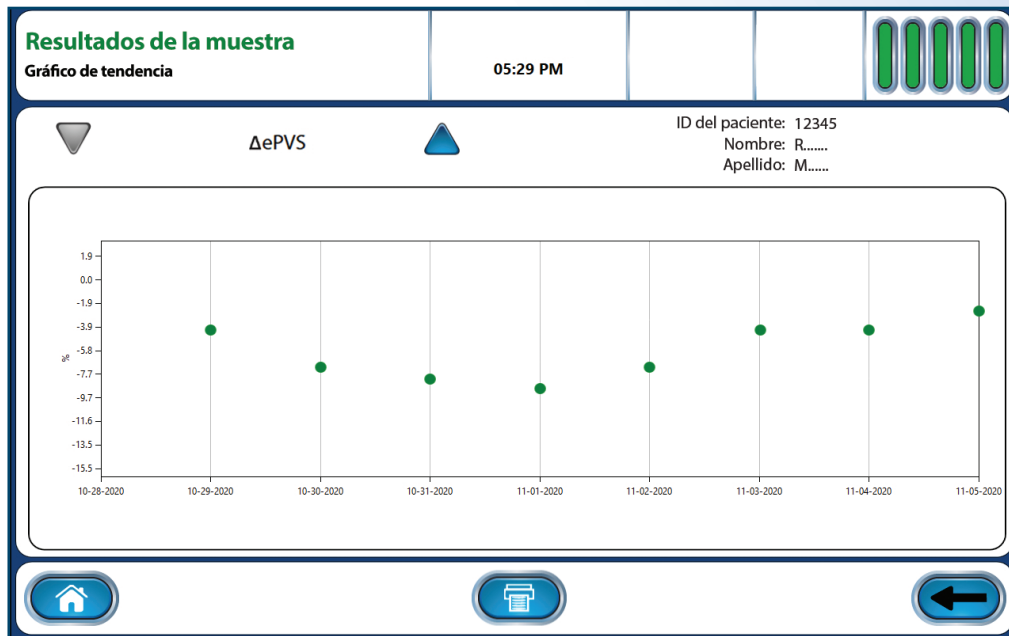 Resultados de la muestra
Gráfico de tendencia
05:29 PM
ΔePVS
ID del paciente: 12345
Nombre: R.......
Apellido: M......
1.9
0.0
-1.9
-3.9
-5.8
%
-7.7
-9.7
-11.6
-13.5
-15.5
10-28-2020 10-29-2020 10-30-2020 10-31-2020 11-01-2020 11-02-2020 11-03-2020 11-04-2020 11-05-2020